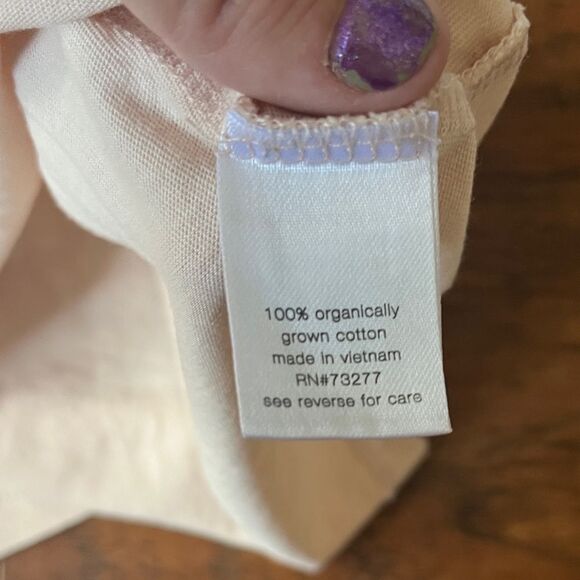 100% organically
grown cotton
made in vietnam
RN#73277
see reverse for care